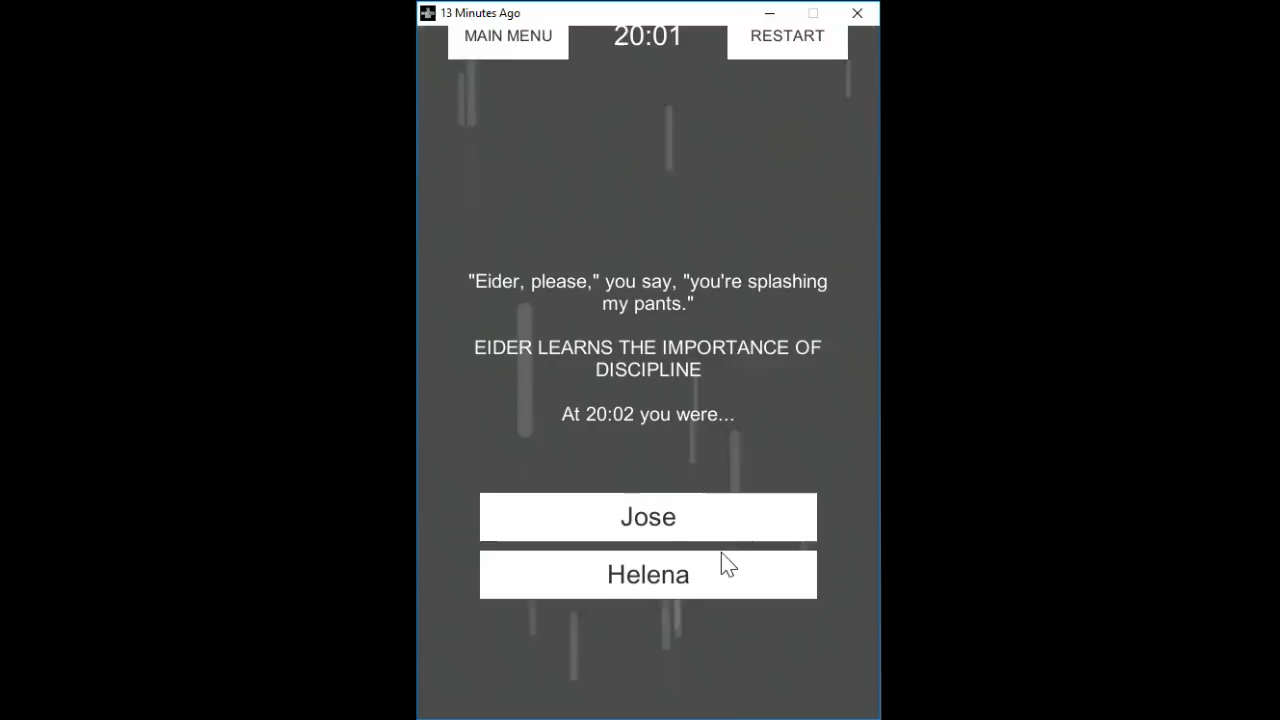 13 Minutes Ago
MAIN MENU
20:01
RESTART
"Eider, please," you say, "you're splashing
my pants."
EIDER LEARNS THE IMPORTANCE OF
DISCIPLINE
At 20:02 you were...
Jose
Helena